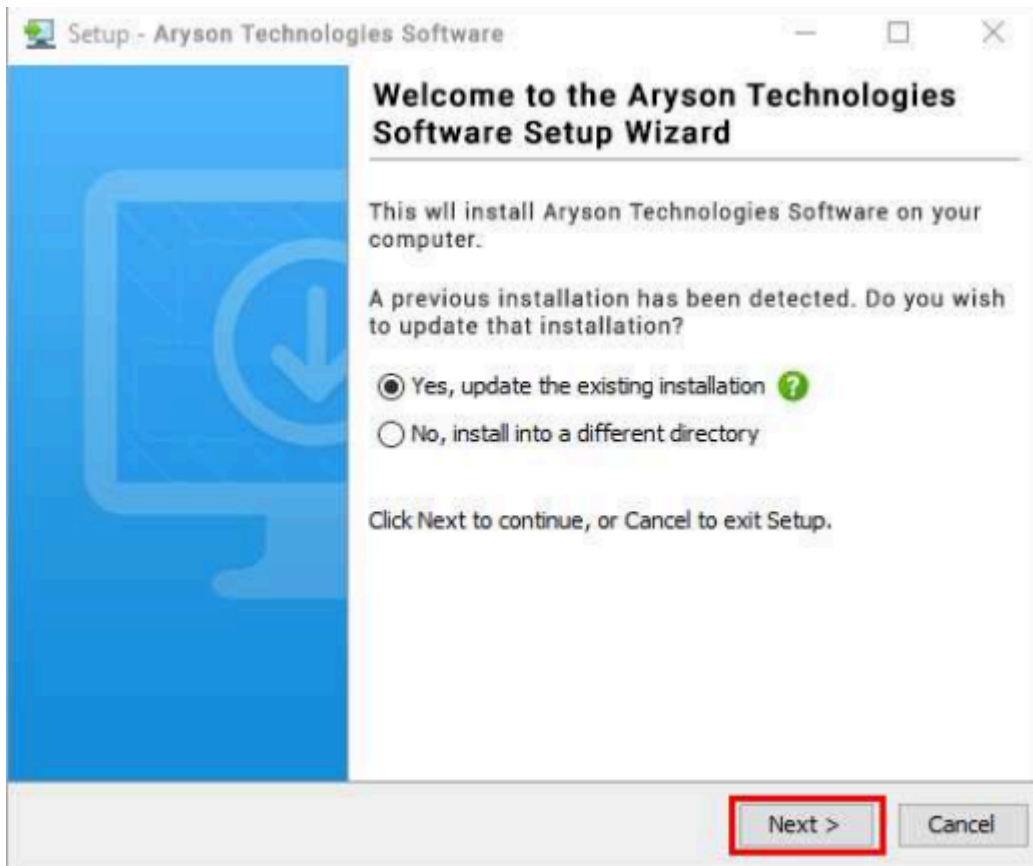 Setup - Aryson Technologies Software
Welcome to the Aryson Technologies
Software Setup Wizard
This wll install Aryson Technologies Software on your
computer.
A previous installation has been detected. Do you wish
to update that installation?
Yes, update the existing installation ?
No, install into a different directory
Click Next to continue, or Cancel to exit Setup.
Next >
Cancel